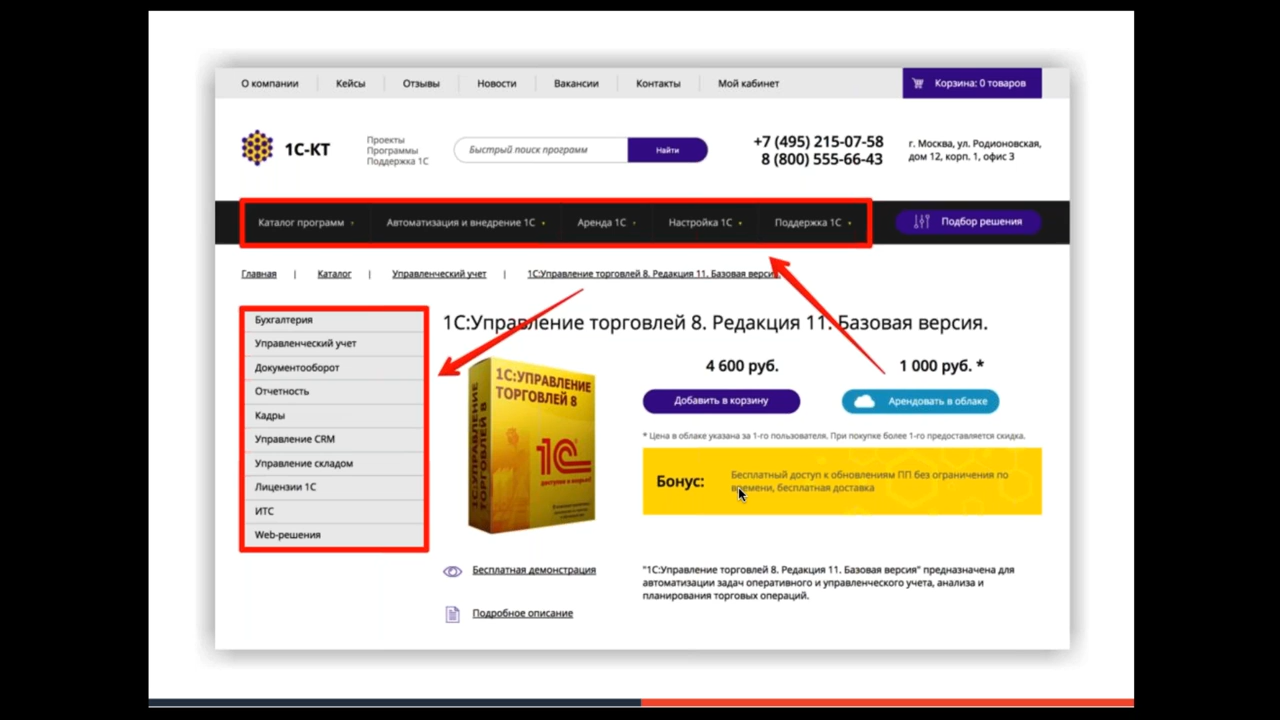 О компании
Кейсы
Отзывы
Новости
Вакансии
Контакты
Мой кабинет
Корзина: 0 товаров
1С-КТ
Проекты
Программы
Поддержка 1С
Быстрый поиск программ
Найти
+7 (495) 215-07-58
8 (800) 555-66-43
г. Москва, ул. Родионовская,
дом 12, корп. 1, офис 3
Каталог программ
Автоматизация и внедрение 1С
Аренда 1С
Настройка 1С
Поддержка 1С
Подбор решения
Главная | Каталог | Управленческий учет | 1С:Управление торговлей 8. Редакция 11. Базовая версия.
Бухгалтерия
Управленческий учет
Документооборот
Отчетность
Кадры
Управление CRM
Управление складом
Лицензии 1С
ИТС
Web-решения
1С:Управление торговлей 8. Редакция 11. Базовая версия.
1С:УПРАВЛЕНИЕ
ТОРГОВЛЕЙ 8
1С:УПРАВЛЕНИЕ
ТОРГОВЛЕЙ 8
1С
4 600 руб.
Добавить в корзину
1 000 руб. *
Арендовать в облаке
* Цена в облаке указана за 1-го пользователя. При покупке более 1-го предоставляется скидка.
Бонус:
Бесплатный доступ к обновлениям ПП без ограничения по
времени, бесплатная доставка
Бесплатная демонстрация
Подробное описание
"1С:Управление торговлей 8. Редакция 11. Базовая версия" предназначена для
автоматизации задач оперативного и управленческого учета, анализа и
планирования торговых операций.